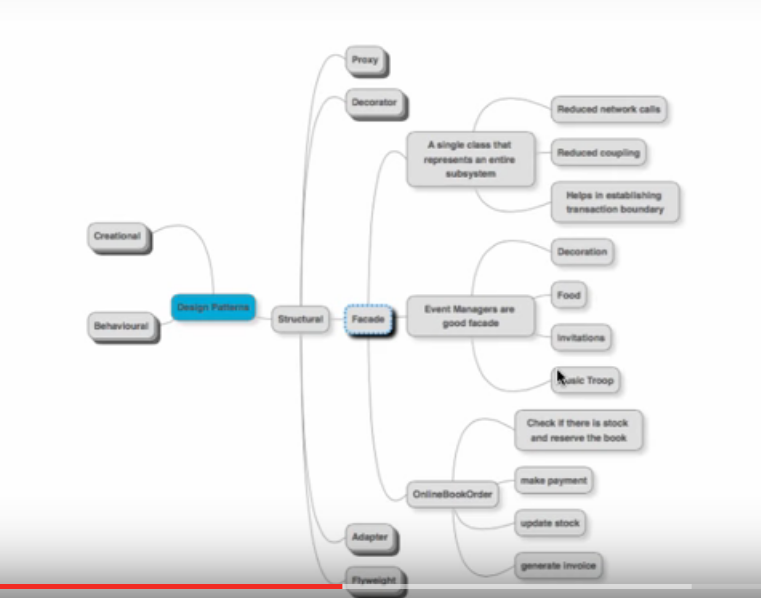 Proxy
Decorator
A single class that
represents an entire
subsystem
Reduced network calls
Reduced coupling
Helps in establishing
transaction boundary
Creational
Design Patterns
Behavioural
Structural
Facade
Event Managers are
good facade
Decoration
Food
Invitations
Troop
OnlineBookOrder
Check if there is stock
and reserve the book
make payment
update stock
generate invoice
Adapter
Flyweight